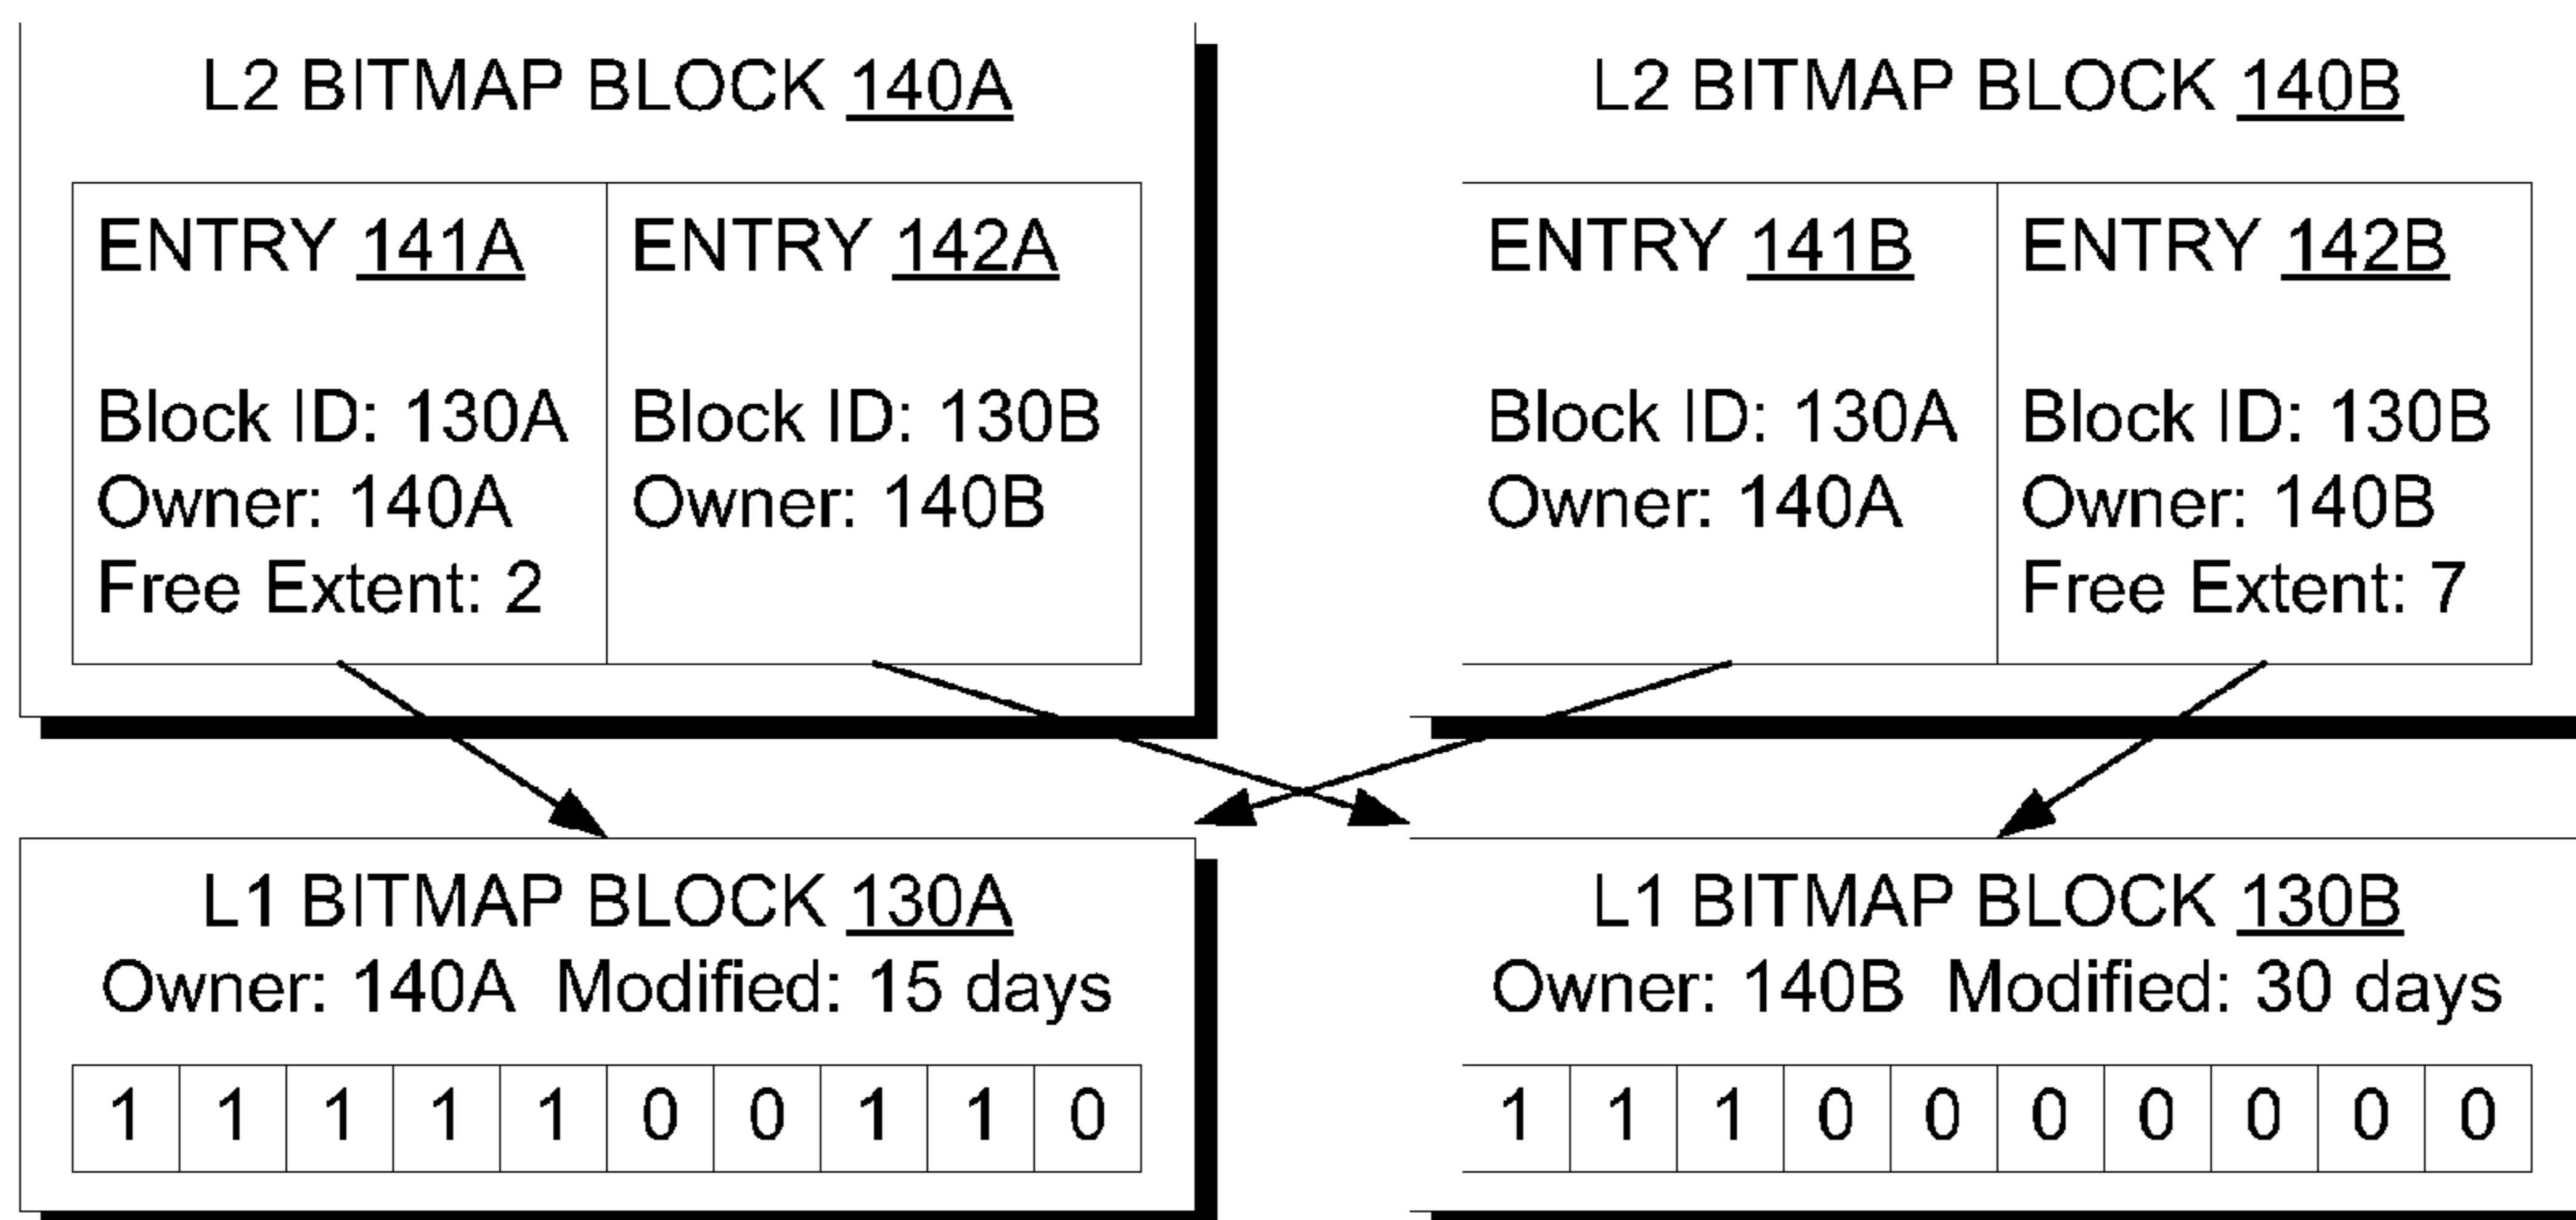 L2 BITMAP BLOCK 140A
ENTRY 141A
Block ID: 130A
Owner: 140A
Free Extent: 2
ENTRY 142A
Block ID: 130B
Owner: 140B
L2 BITMAP BLOCK 140B
ENTRY 141B
Block ID: 130A
Owner: 140A
ENTRY 142B
Block ID: 130B
Owner: 140B
Free Extent: 7
L1 BITMAP BLOCK 130A
Owner: 140A Modified: 15 days
1 1 1 1 1 0 0 1 1 0
L1 BITMAP BLOCK 130B
Owner: 140B Modified: 30 days
1 1 1 0 0 0 0 0 0 0